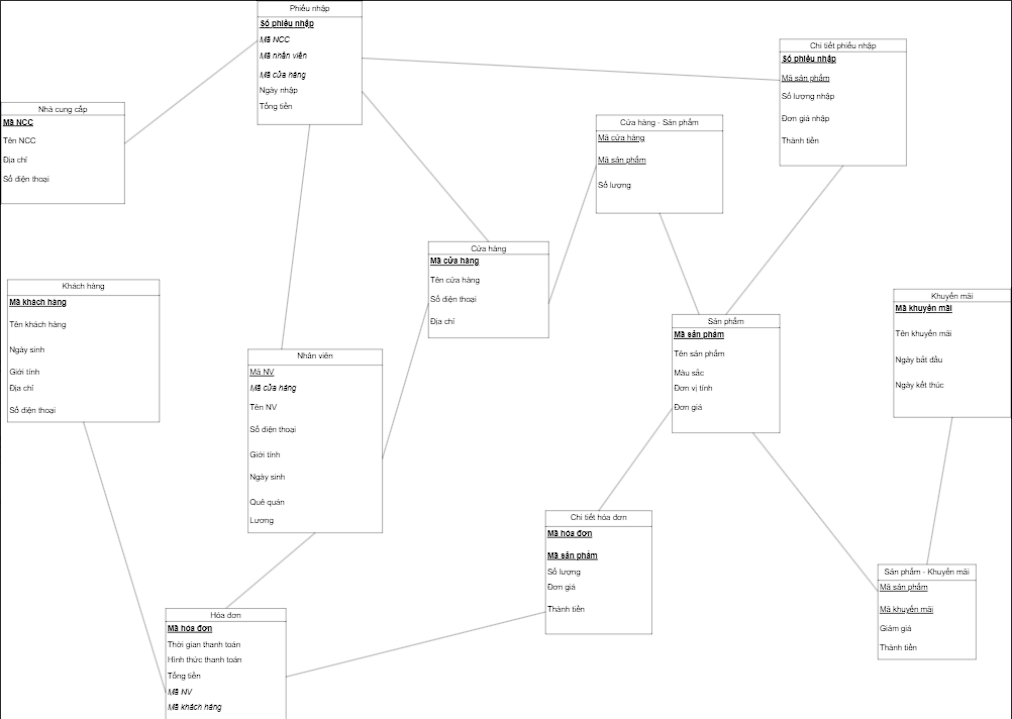 Phiếu nhập
Số phiếu nhập
Mã NCC
Mã nhân viên
Mã cửa hàng
Ngày nhập
Tổng tiền
Chi tiết phiếu nhập
Số phiếu nhập
Mã sản phẩm
Số lượng nhập
Đơn giá nhập
Thành tiền
Nhà cung cấp
Mã NCC
Tên NCC
Địa chỉ
Số điện thoại
Cửa hàng - Sản phẩm
Mã cửa hàng
Mã sản phẩm
Số lượng
Cửa hàng
Mã cửa hàng
Tên cửa hàng
Số điện thoại
Địa chỉ
Khách hàng
Mã khách hàng
Tên khách hàng
Ngày sinh
Giới tính
Địa chỉ
Số điện thoại
Khuyến mãi
Mã khuyến mãi
Tên khuyến mãi
Ngày bắt đầu
Ngày kết thúc
Sản phẩm
Mã sản phẩm
Tên sản phẩm
Màu sắc
Đơn vị tính
Đơn giá
Nhân viên
Mã NV
Mã cửa hàng
Tên NV
Số điện thoại
Giới tính
Ngày sinh
Quê quán
Lương
Chi tiết hóa đơn
Mã hóa đơn
Mã sản phẩm
Số lượng
Đơn giá
Thành tiền
Sản phẩm - Khuyến mãi
Mã sản phẩm
Mã khuyến mãi
Giảm giá
Thành tiền
Hóa đơn
Mã hóa đơn
Thời gian thanh toán
Hình thức thanh toán
Tổng tiền
Mã NV
Mã khách hàng